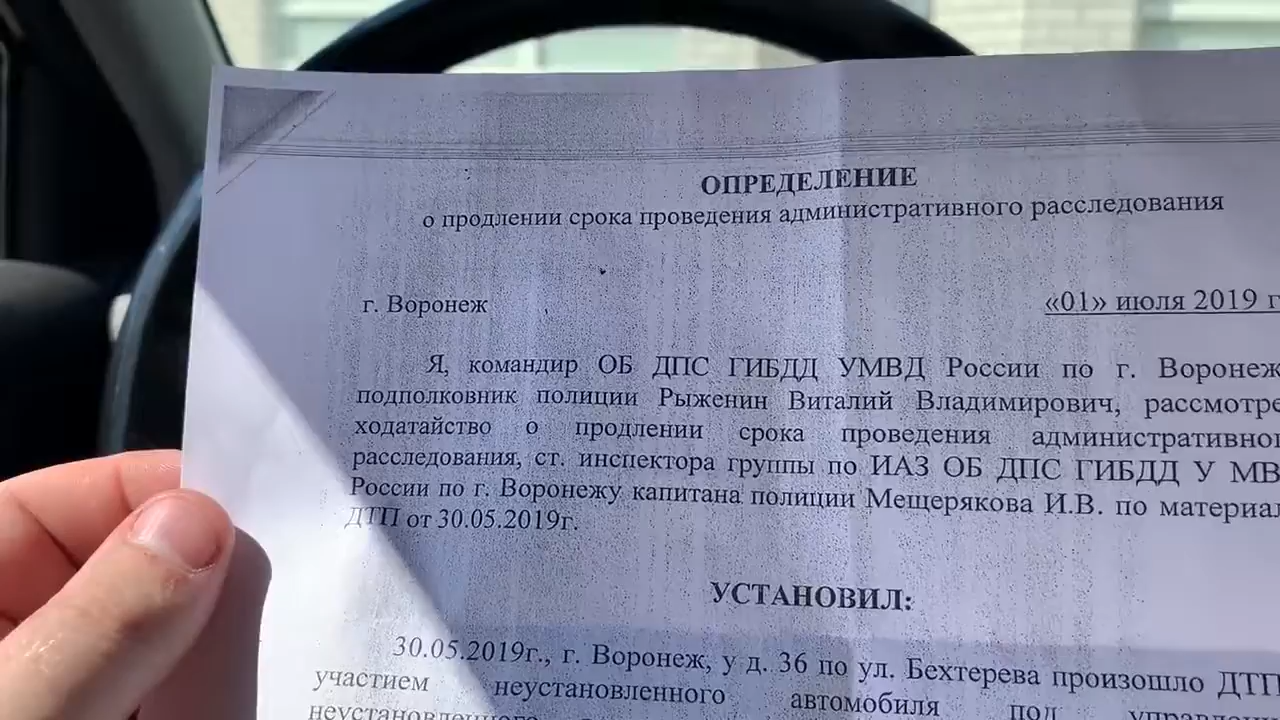 ОПРЕДЕЛЕНИЕ
о продлении срока проведения административного расследования
г. Воронеж
«01» июля 2019 г
Я, командир ОБ ДПС ГИБДД УМВД России по г. Воронеж
подполковник полиции Рыженин Виталий Владимирович, рассмотре
ходатайство о продлении срока проведения административног
расследования, ст. инспектора группы по ИАЗ ОБ ДПС ГИБДД У МВ
России по г. Воронежу капитана полиции Мещерякова И.В. по материал
ДТП от 30.05.2019г.
УСТАНОВИЛ:
30.05.2019г., г. Воронеж, у д. 36 по ул. Бехтерева произошло ДТП
участием неустановленного автомобиля под управлени
неустановленного